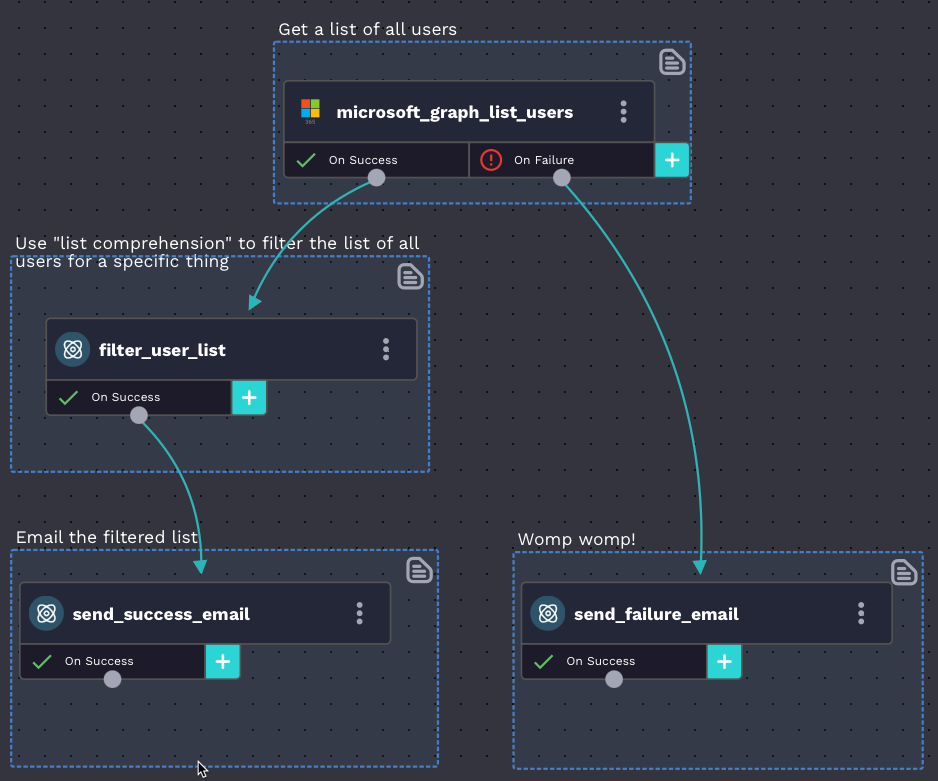 Get a list of all users
microsoft_graph_list_users
365
On Success
On Failure
Use "list comprehension" to filter the list of all
users for a specific thing
filter_user_list
On Success
Email the filtered list
send_success_email
On Success
Womp womp!
send_failure_email
On Success